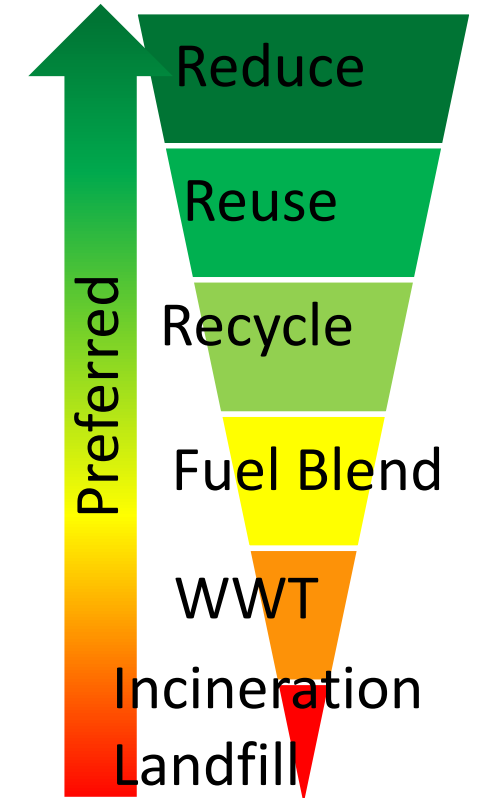 Reduce
Reuse
Recycle
Preferred
Fuel Blend
WWT
Incineration
Landfill